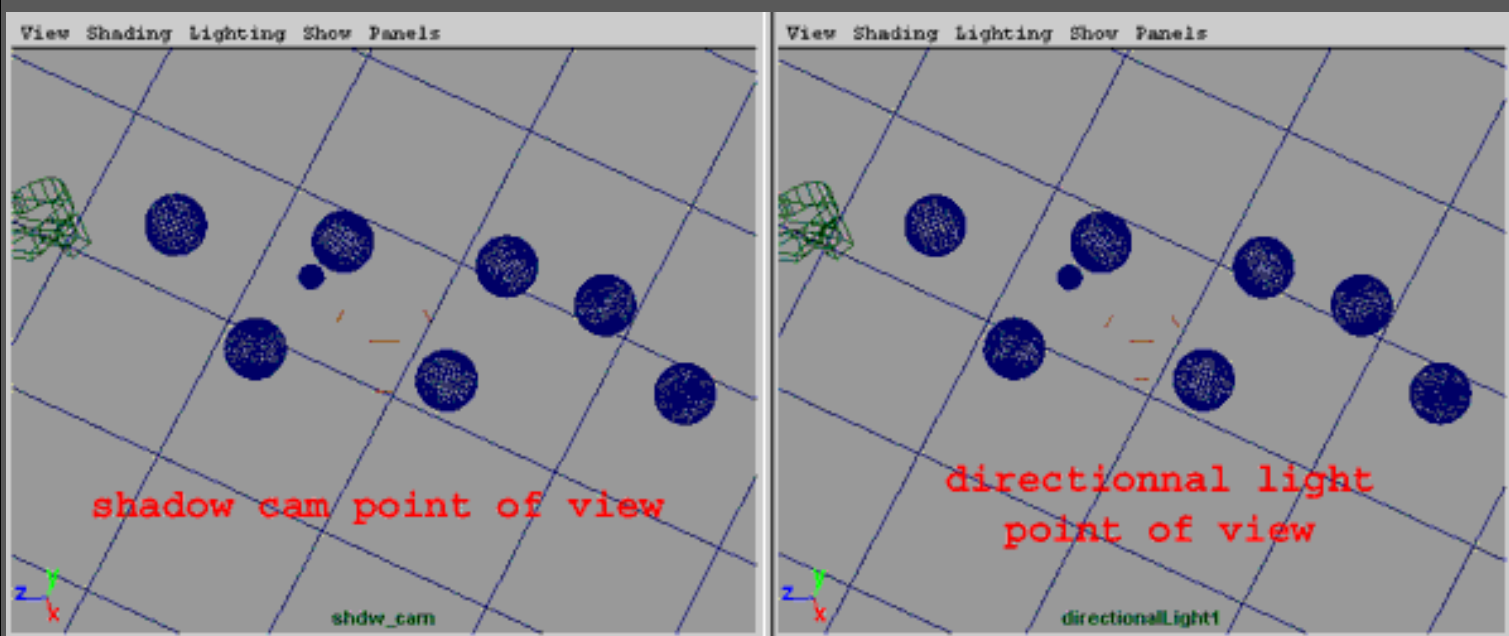 View Shading Lighting Show Panels
shadow cam point of view
z y x
shdw_cam
View Shading Lighting Show Panels
directionnal light
point of view
z y x
directionalLight1